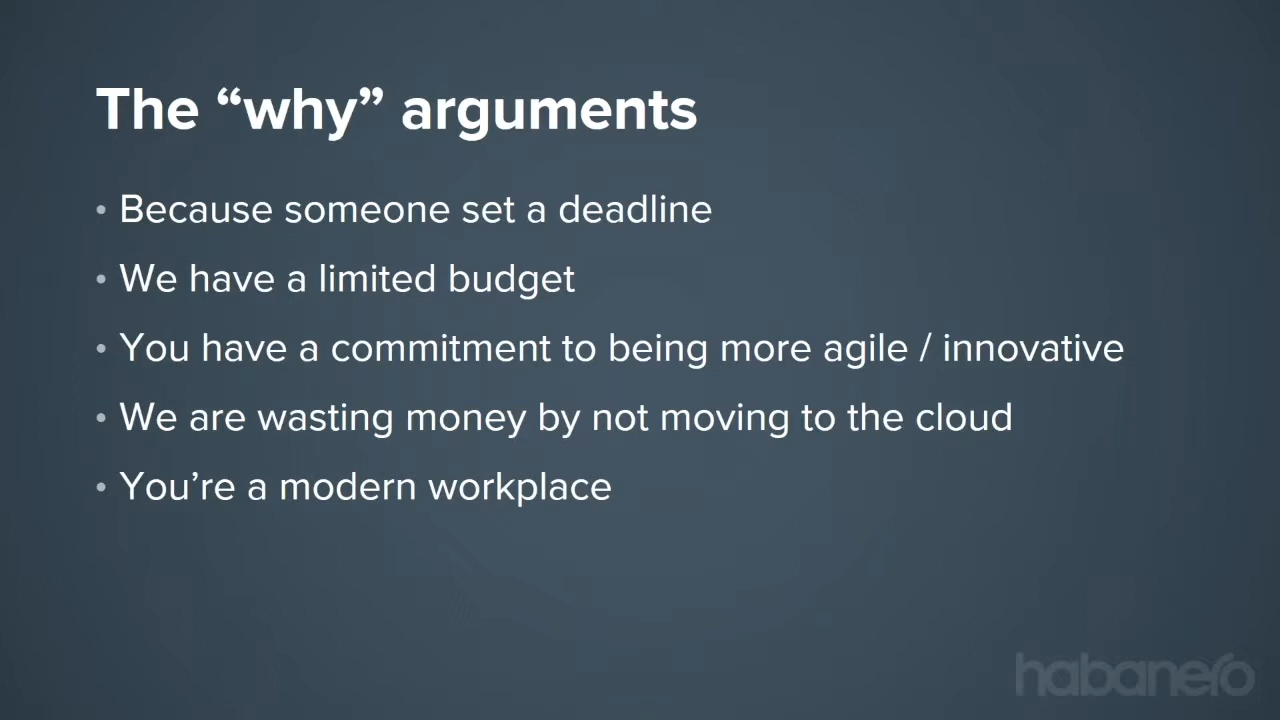 The “why” arguments
• Because someone set a deadline
• We have a limited budget
• You have a commitment to being more agile / innovative
• We are wasting money by not moving to the cloud
• You’re a modern workplace
habanero